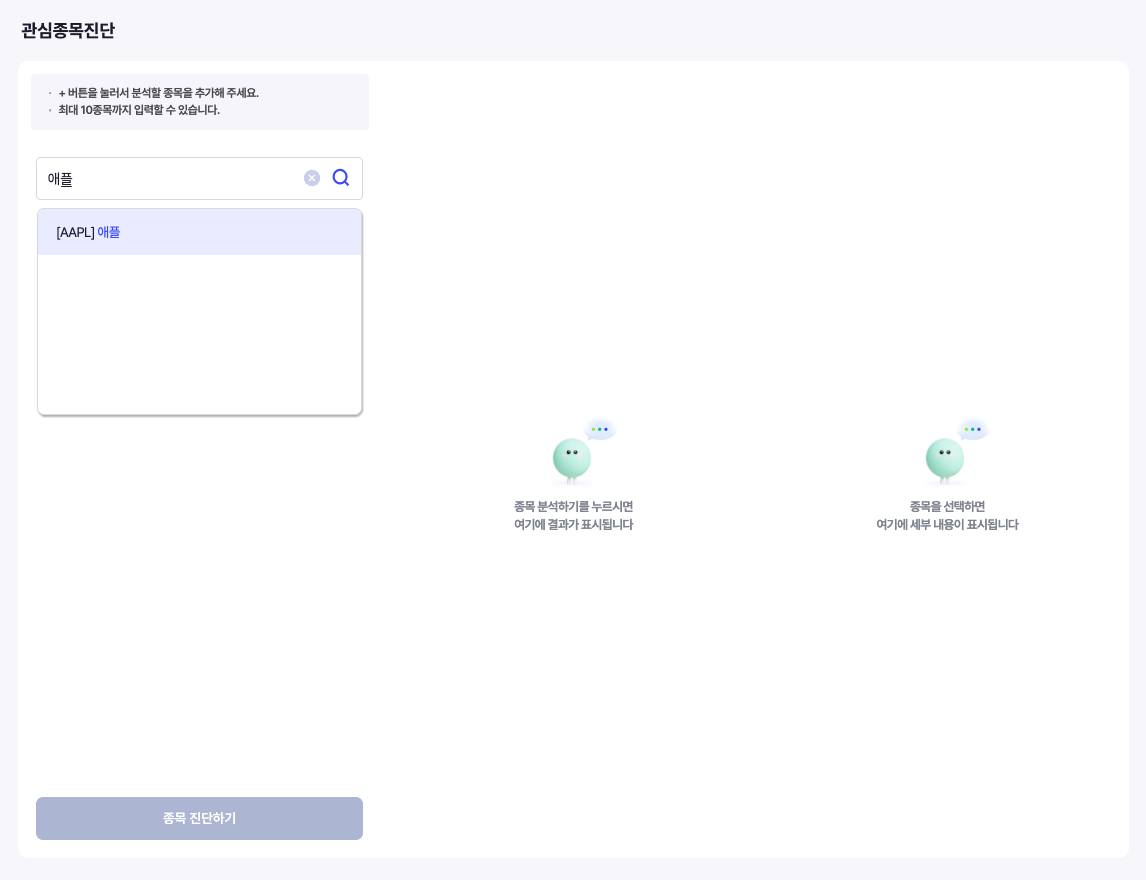 관심종목진단
· + 버튼을 눌러서 분석할 종목을 추가해 주세요.
· 최대 10종목까지 입력할 수 있습니다.
애플
[AAPL] 애플
종목 분석하기를 누르시면
여기에 결과가 표시됩니다
종목을 선택하면
여기에 세부 내용이 표시됩니다
종목 진단하기